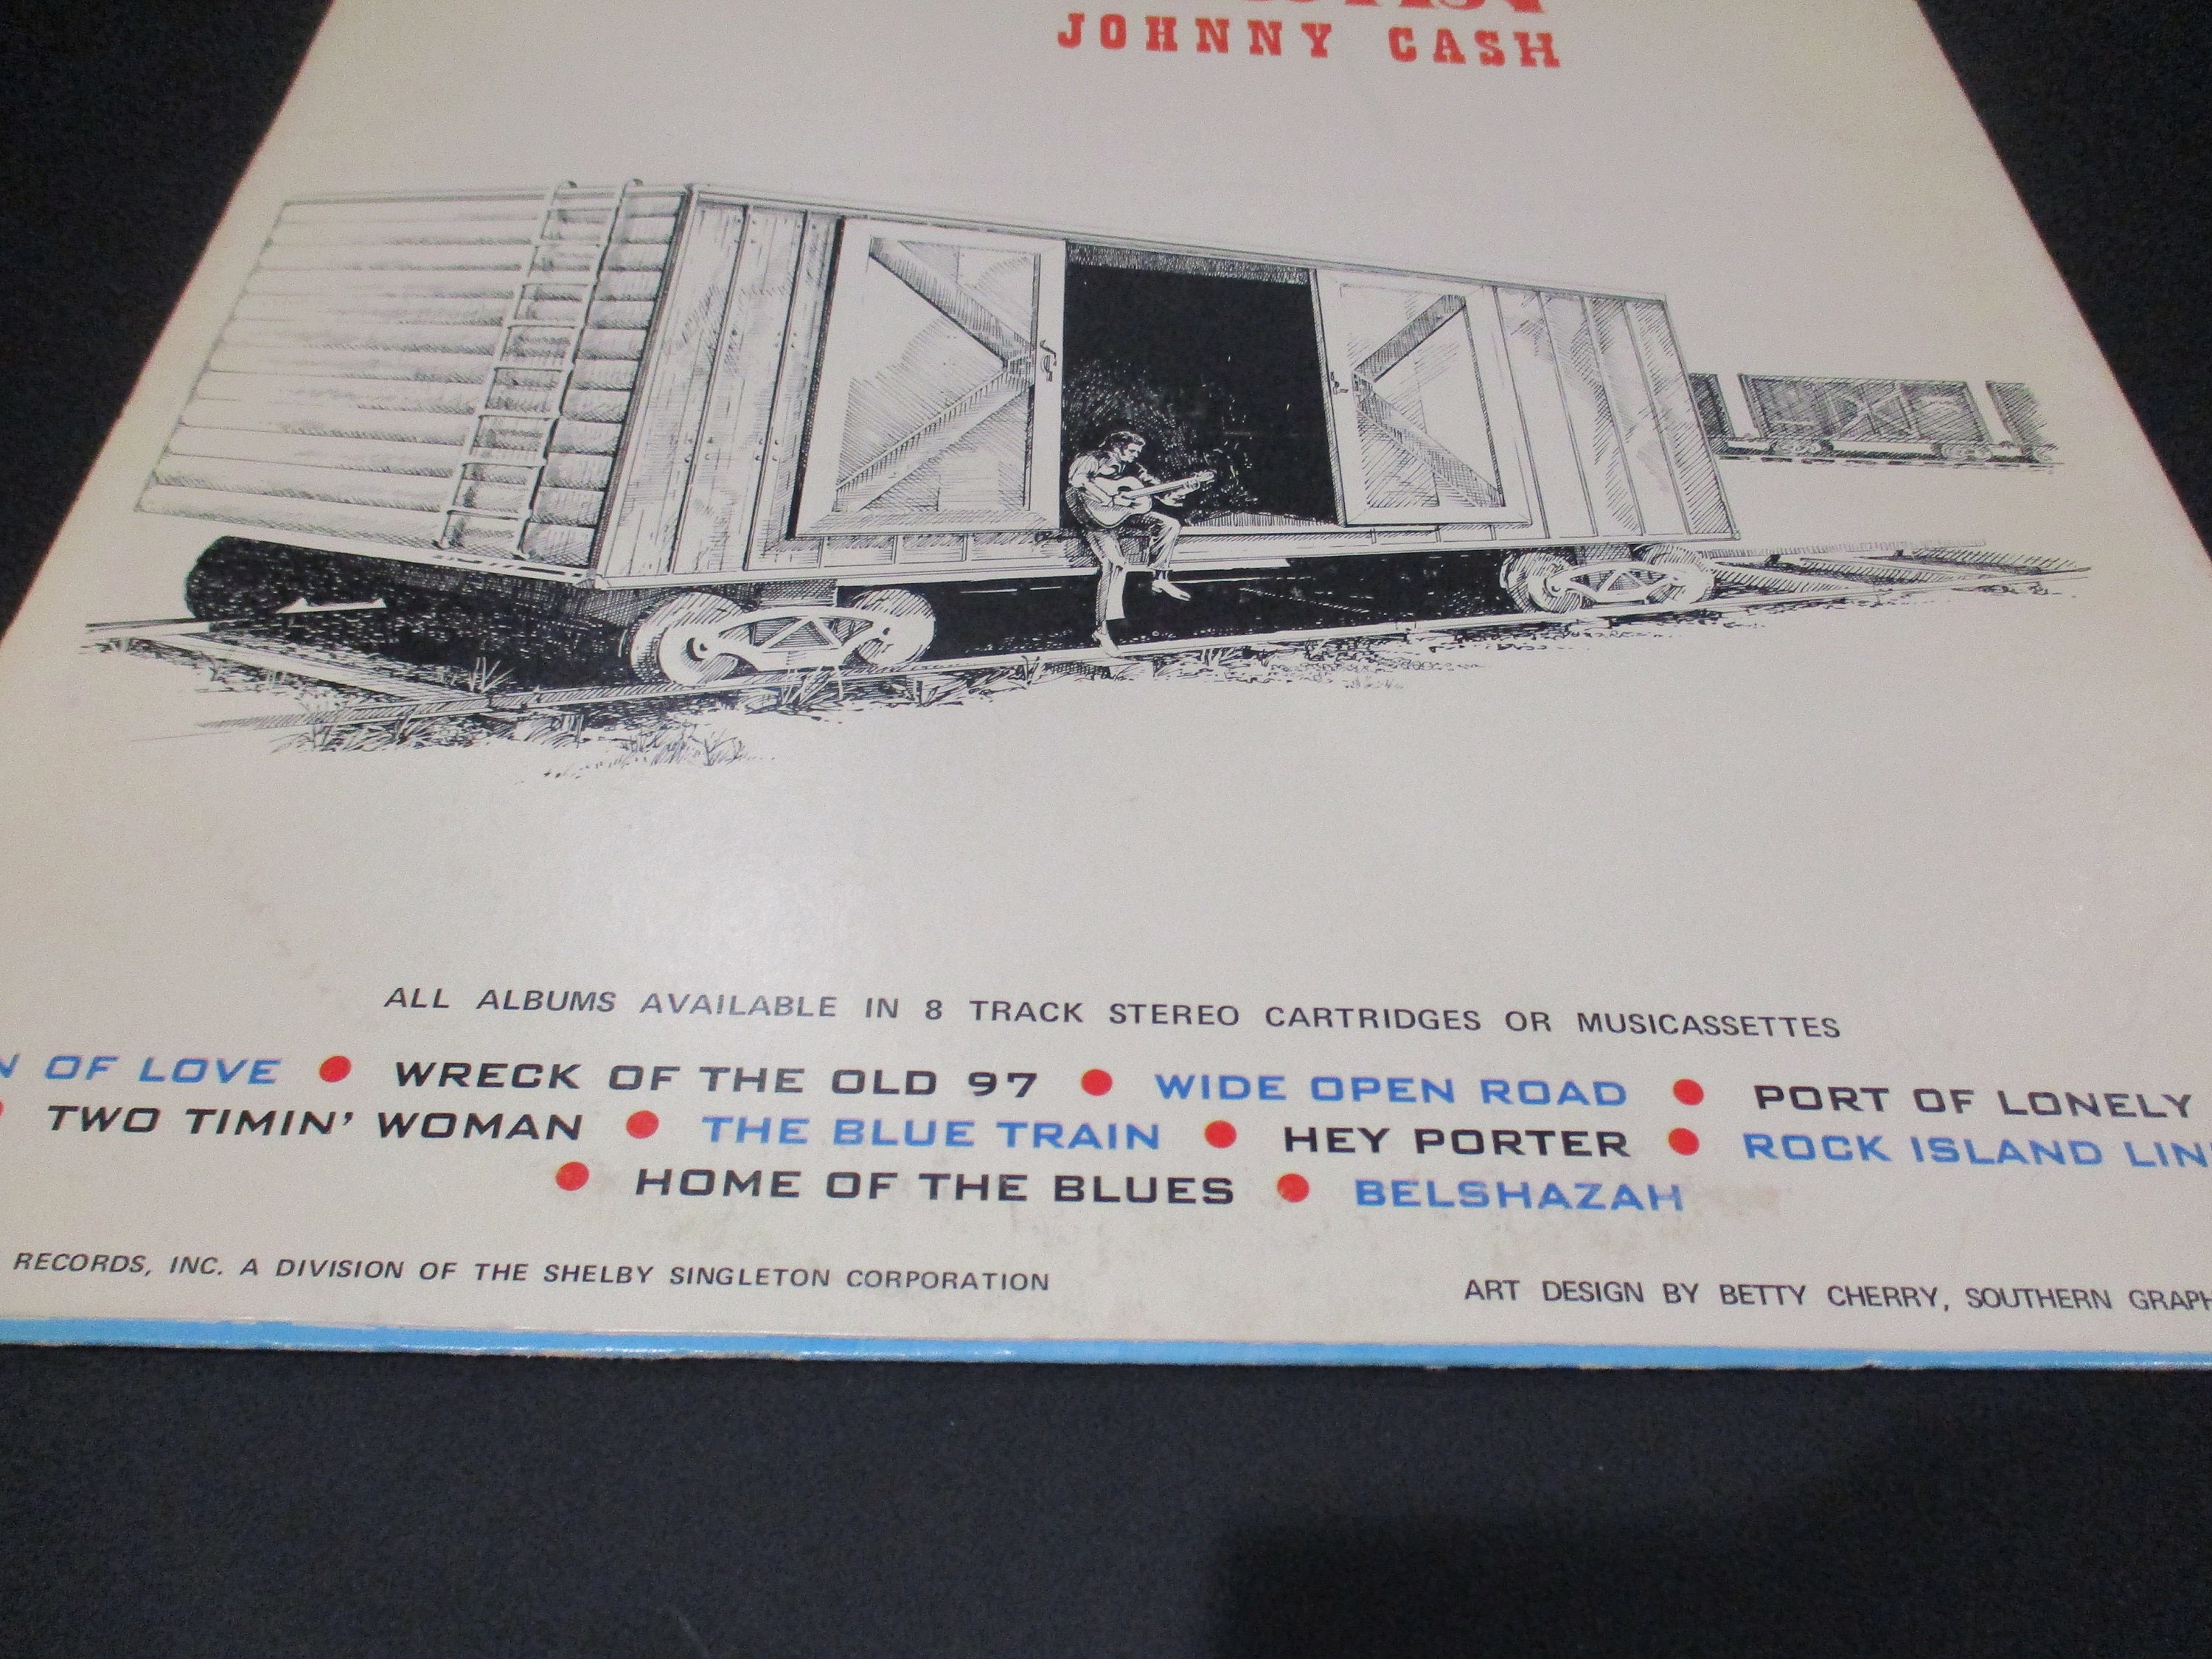 JOHNNY CASH
ALL ALBUMS AVAILABLE IN 8 TRACK STEREO CARTRIDGES OR MUSICASSETTES
OF LOVE ● WRECK OF THE OLD 97 ● WIDE OPEN ROAD ● PORT OF LONELY
● TWO TIMIN' WOMAN ● THE BLUE TRAIN ● HEY PORTER ● ROCK ISLAND LIN
● HOME OF THE BLUES ● BELSHAZAH
RECORDS, INC. A DIVISION OF THE SHELBY SINGLETON CORPORATION
ART DESIGN BY BETTY CHERRY, SOUTHERN GRAPH